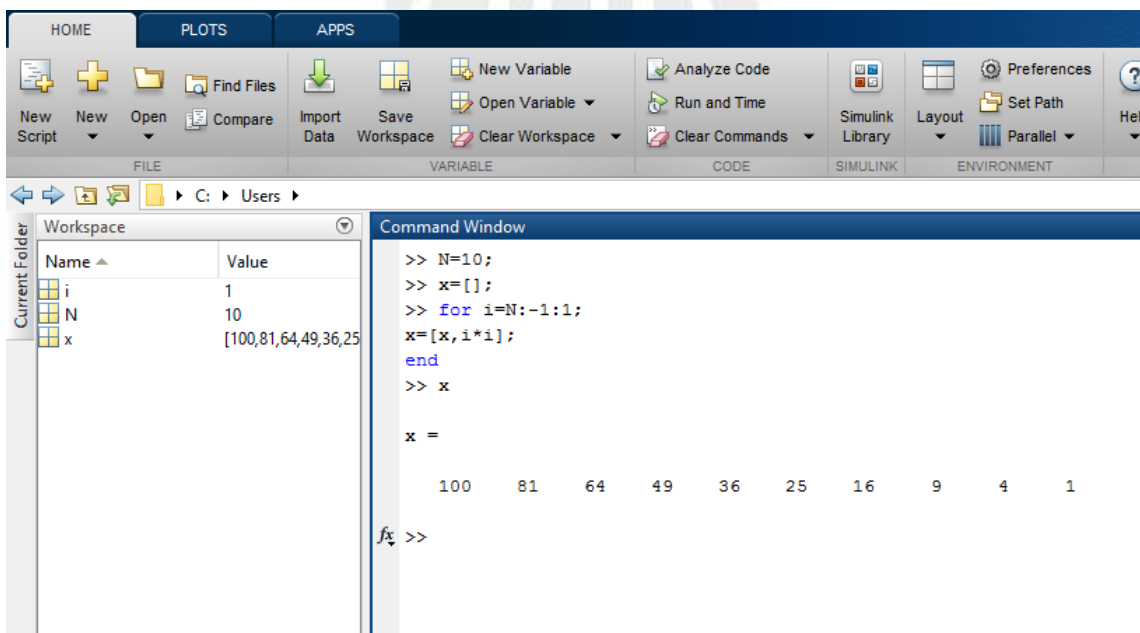 HOME PLOTS APPS
New Script
New
Open
Find Files
Compare
Import Data
Save Workspace
New Variable
Open Variable
Clear Workspace
Analyze Code
Run and Time
Clear Commands
Simulink Library
Layout
Preferences
Set Path
Parallel
FILE VARIABLE CODE SIMULINK ENVIRONMENT
C: Users
Current Folder
Workspace
Name Value
i 1
N 10
x [100,81,64,49,36,25
Command Window
>> N=10;
>> x=[];
>> for i=N:-1:1;
x=[x,i*i];
end
>> x
x =
100 81 64 49 36 25 16 9 4 1
fx >>